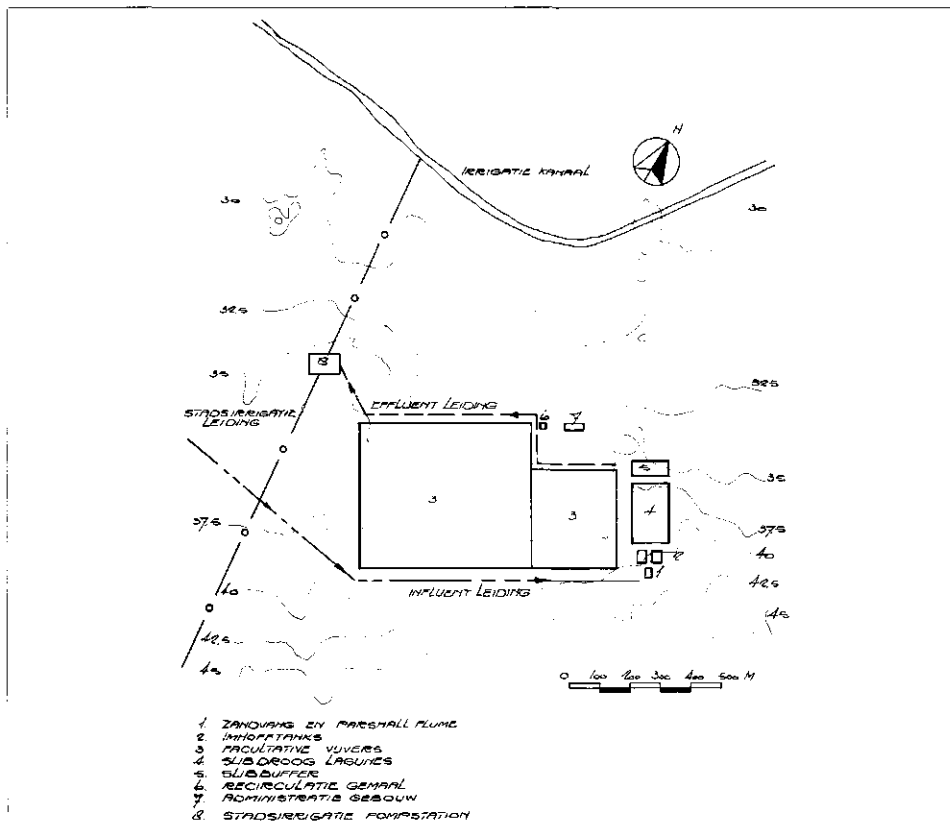 N
IRRIGATIE KANAAL
30
30
32.5
35
32.5
8
STADSIRRIGATIE
LEIDING
EFFLUENT LEIDING
6
7
5
35
3
3
4
37.5
37.5
2
40
1
42.5
INFLUENT LEIDING
40
45
42.5
45
0 100 200 300 400 500 M
1. ZANDVANG EN PARSHALL FLUME
2. IMHOFFTANKS
3 FACULTATIVE VIJVERS
4 SLIBDROOG LAGUNES
5. SLIBBUFFER
6. RECIRCULATIE GEMAAL
7. ADMINISTRATIE GEBOUW
8. STADSIRRIGATIE POMPSTATION